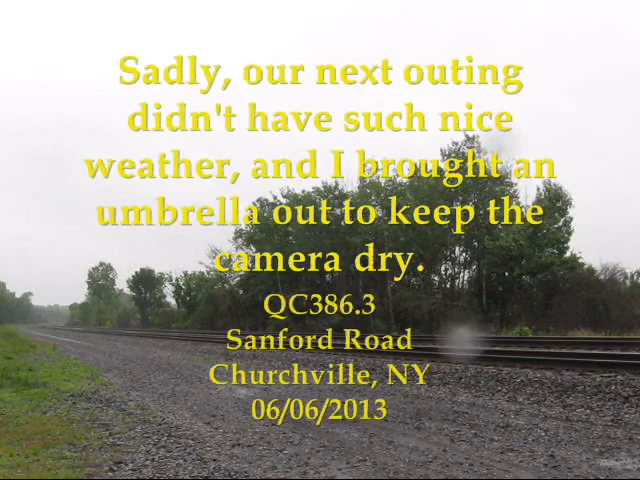 Sadly, our next outing
didn't have such nice
weather, and I brought an
umbrella out to keep the
camera dry.
QC386.3
Sanford Road
Churchville, NY
06/06/2013